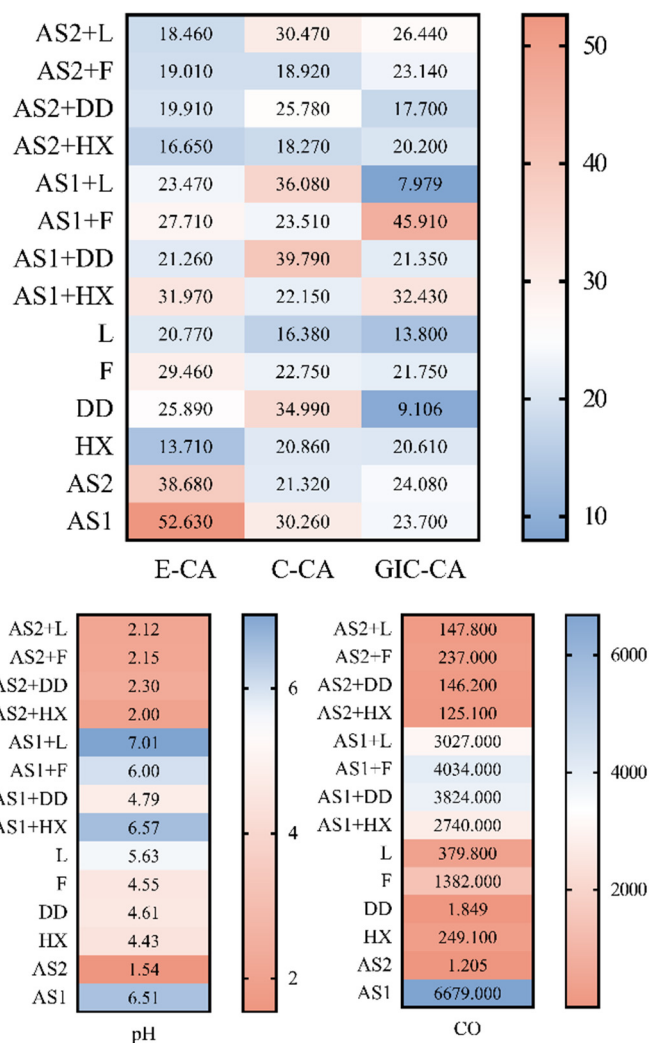 AS2+L 18.460 30.470 26.440
50
AS2+F 19.010 18.920 23.140
AS2+DD 19.910 25.780 17.700
AS2+HX 16.650 18.270 20.200
40
AS1+L 23.470 36.080 7.979
AS1+F 27.710 23.510 45.910
AS1+DD 21.260 39.790 21.350
30
AS1+HX 31.970 22.150 32.430
L 20.770 16.380 13.800
F 29.460 22.750 21.750
20
DD 25.890 34.990 9.106
HX 13.710 20.860 20.610
AS2 38.680 21.320 24.080
AS1 52.630 30.260 23.700
10
E-CA C-CA GIC-CA
AS2+L 2.12
AS2+F 2.15
AS2+DD 2.30
AS2+HX 2.00
AS1+L 7.01
AS1+F 6.00
AS1+DD 4.79
AS1+HX 6.57
L 5.63
F 4.55
DD 4.61
HX 4.43
AS2 1.54
AS1 6.51
pH
6
4
2
AS2+L 147.800
AS2+F 237.000
AS2+DD 146.200
AS2+HX 125.100
AS1+L 3027.000
AS1+F 4034.000
AS1+DD 3824.000
AS1+HX 2740.000
L 379.800
F 1382.000
DD 1.849
HX 249.100
AS2 1.205
AS1 6679.000
CO
6000
4000
2000